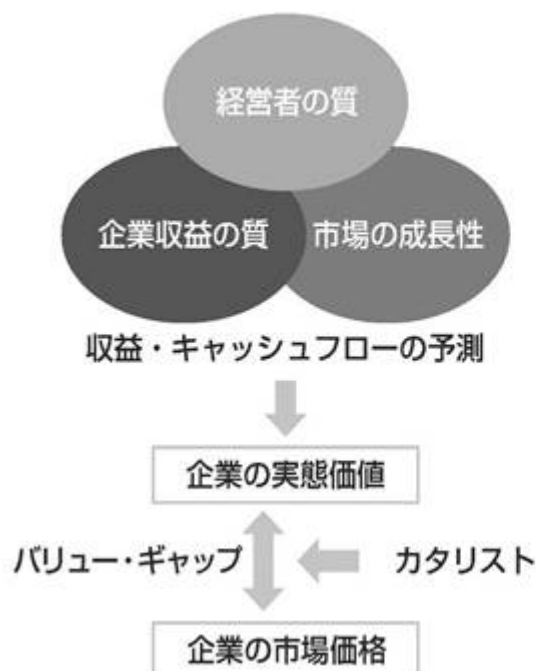 経営者の質
企業収益の質
市場の成長性
収益・キャッシュフローの予測
企業の実態価値
バリュー・ギャップ
カタリスト
企業の市場価格